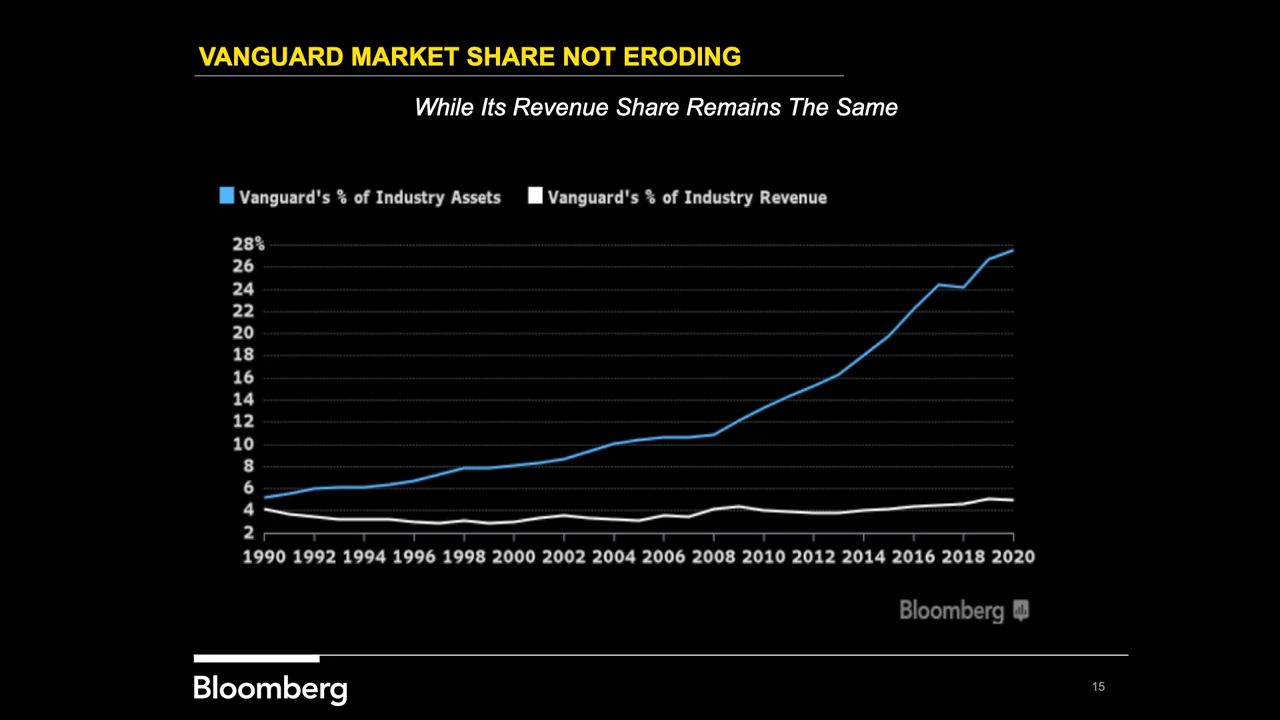 VANGUARD MARKET SHARE NOT ERODING
While Its Revenue Share Remains The Same
Vanguard's % of Industry Assets Vanguard's % of Industry Revenue
28%
26
24
22
20
18
16
14
12
10
8
6
4
2
1990 1992 1994 1996 1998 2000 2002 2004 2006 2008 2010 2012 2014 2016 2018 2020
Bloomberg
Bloomberg
15